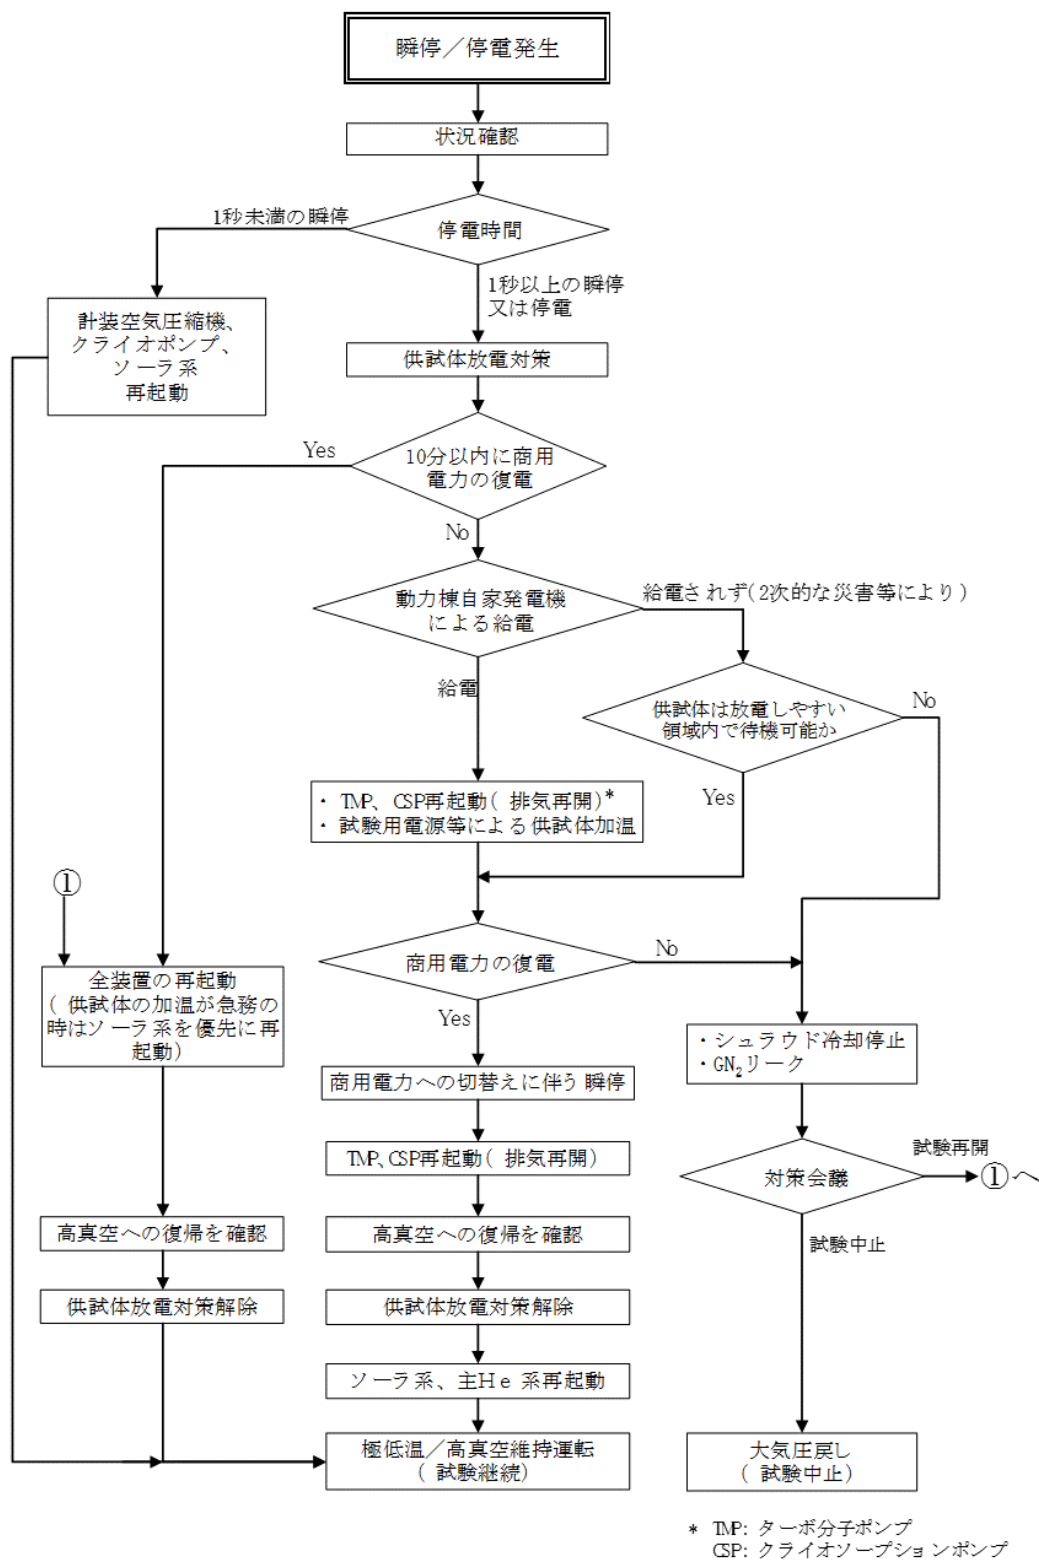 瞬停／停電発生
状況確認
1秒未満の瞬停
停電時間
1秒以上の瞬停
又は停電
計装空気圧縮機、
クライオポンプ、
ソーラ系
再起動
供試体放電対策
Yes
10分以内に商用
電力の復電
No
動力棟自家発電機
による給電
給電されず(2次的な災害等により)
給電
供試体は放電しやすい
領域内で待機可能か
No
Yes
・ TMP、CSP再起動( 排気再開)*
・ 試験用電源等による供試体加温
①
商用電力の復電
No
Yes
全装置の再起動
( 供試体の加温が急務の
時はソーラ系を優先に再
起動)
・シュラウド冷却停止
・GN₂リーク
商用電力への切替えに伴う瞬停
TMP、CSP再起動( 排気再開)
対策会議
試験再開
①へ
高真空への復帰を確認
高真空への復帰を確認
試験中止
供試体放電対策解除
供試体放電対策解除
ソーラ系、主He 系再起動
極低温／高真空維持運転
( 試験継続)
大気圧戻し
( 試験中止)
* TMP: ターボ分子ポンプ
CSP: クライオソープションポンプ